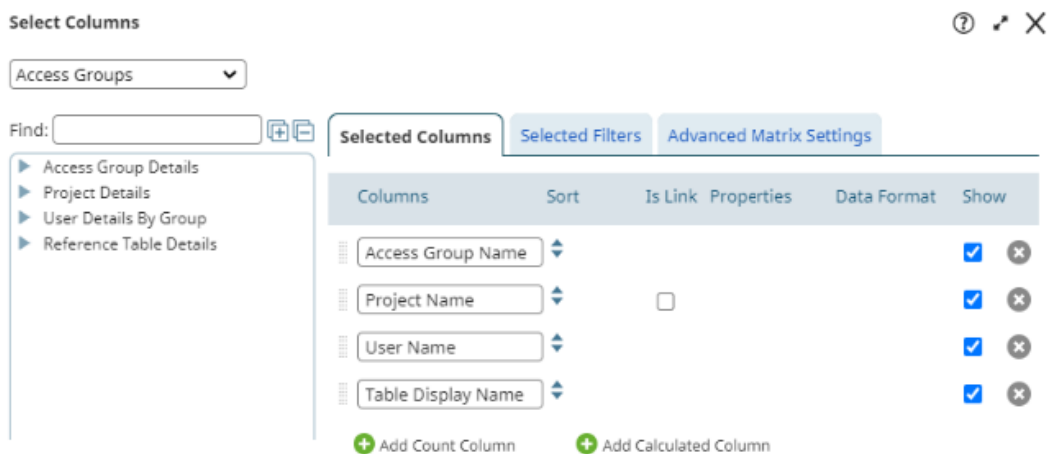 Select Columns
Access Groups
Find:
Access Group Details
Project Details
User Details By Group
Reference Table Details
Selected Columns Selected Filters Advanced Matrix Settings
Columns Sort Is Link Properties Data Format Show
Access Group Name
Project Name
User Name
Table Display Name
Add Count Column Add Calculated Column